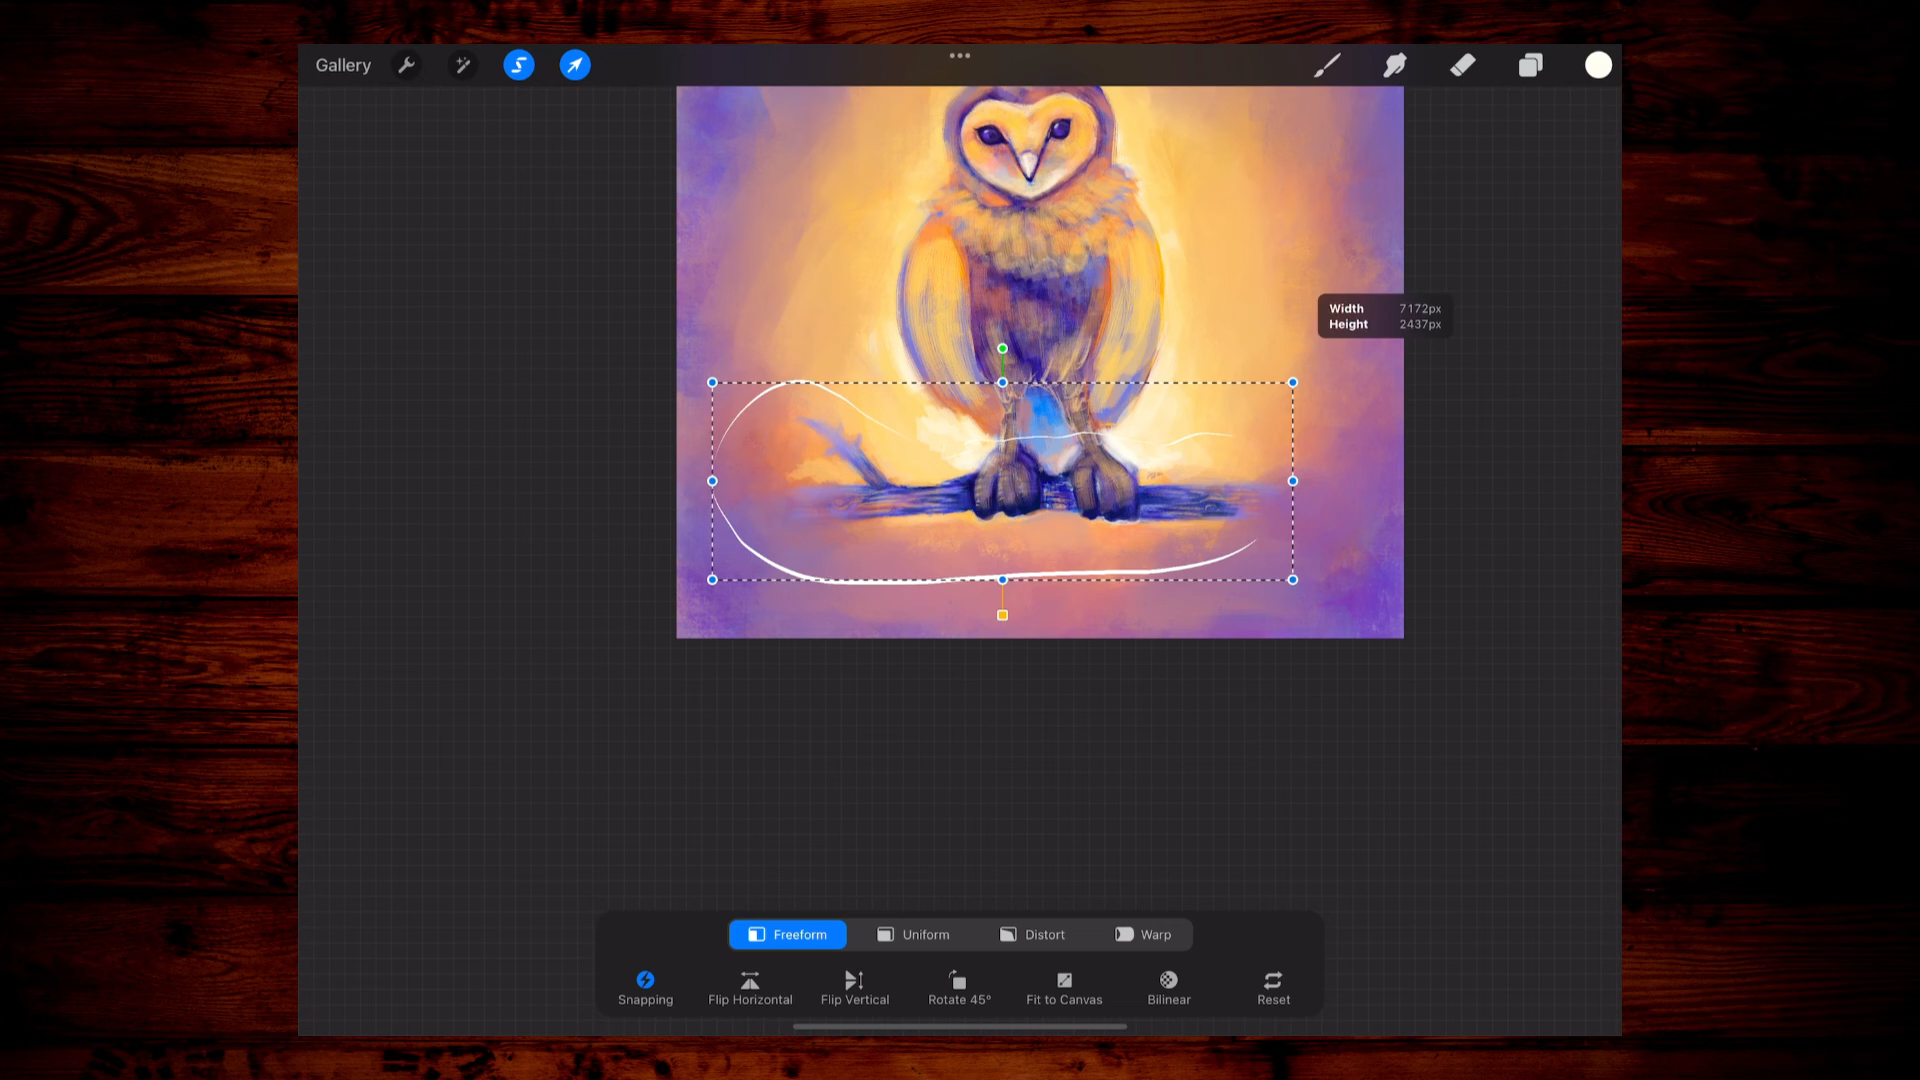 Gallery
Width 7172px
Height 2437px
Freeform Uniform Distort Warp
Snapping Flip Horizontal Flip Vertical Rotate 45° Fit to Canvas Bilinear Reset